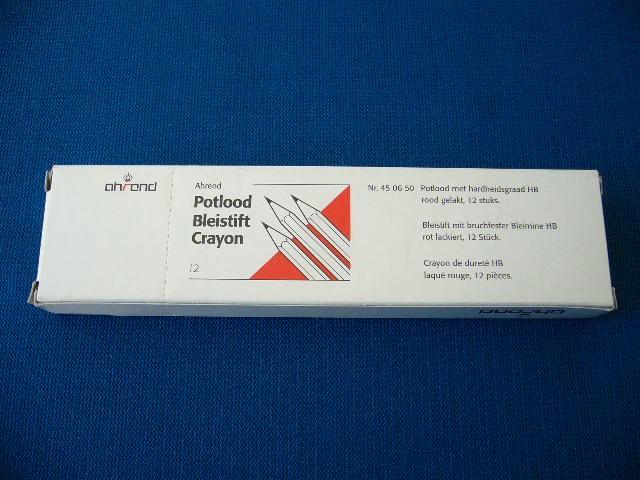 ahrend
Ahrend
Potlood
Bleistift
Crayon
12
Nr. 45 06 50 Potlood met hardheidsgraad HB
rood gelakt, 12 stuks.
Bleistift mit bruchfester Bleimine HB
rot lackiert, 12 Stück.
Crayon de dureté HB
laqué rouge, 12 pièces.
ahrend